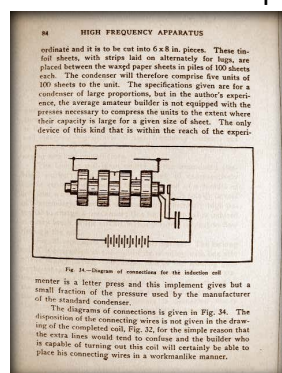 84 HIGH FREQUENCY APPARATUS
ordinate and it is to be cut into 6 x 8 in. pieces. These tin-
foil sheets, with strips laid on alternately for lugs, are
placed between the waxed paper sheets in piles of 100 sheets
each. The condenser will therefore comprise five units of
100 sheets to the unit. The specifications given are for a
condenser of large proportions, but in the author's experi-
ence, the average amateur builder is not equipped with the
presses necessary to compress the units to the extent where
their capacity is large for a given size of sheet. The only
device of this kind that is within the reach of the experi-
Fig. 34.—Diagram of connections for the induction coil
menter is a letter press and this implement gives but a
small fraction of the pressure used by the manufacturer
of the standard condenser.
The diagrams of connections is given in Fig. 34. The
disposition of the connecting wires is not given in the draw-
ing of the completed coil, Fig. 32, for the simple reason that
the extra lines would tend to confuse and the builder who
is capable of turning out this coil will certainly be able to
place his connecting wires in a workmanlike manner.